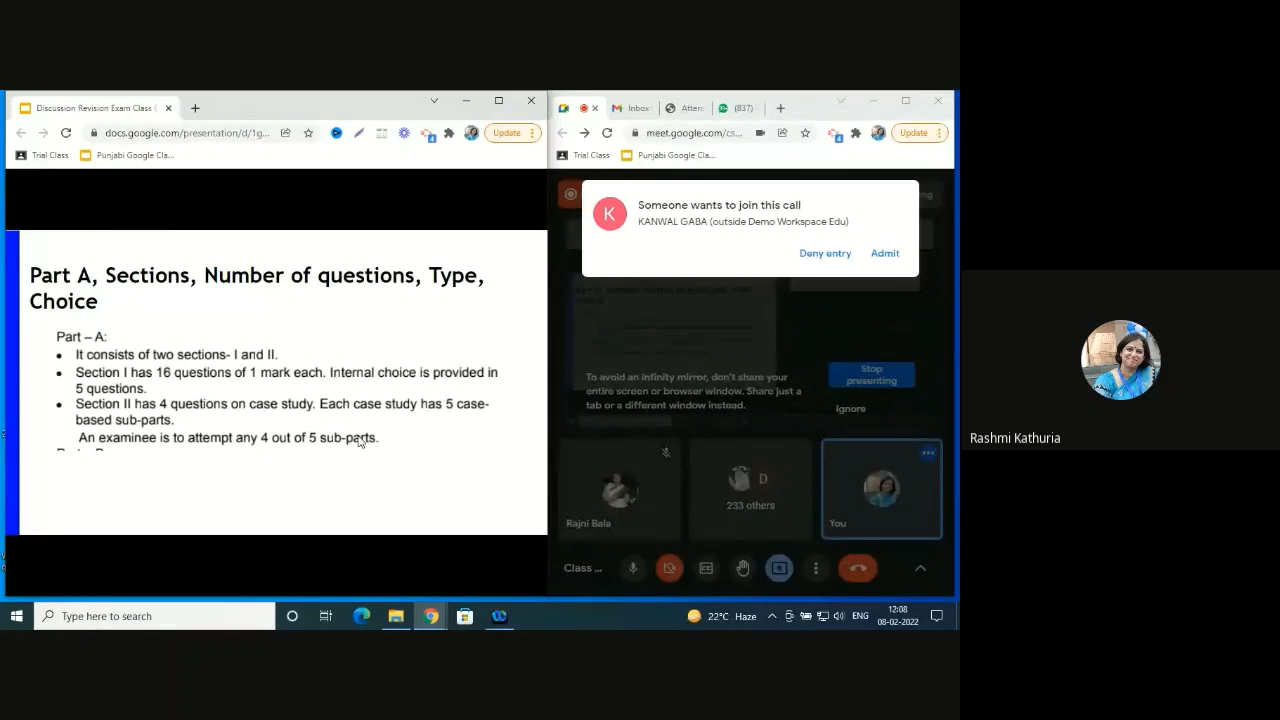 Discussion Revision Exam Class E
docs.google.com/presentation/d/1g...
Update
Trial Class
Punjabi Google Cla...
Part A, Sections, Number of questions, Type,
Choice
Part – A:
• It consists of two sections- I and II.
• Section I has 16 questions of 1 mark each. Internal choice is provided in
5 questions.
• Section II has 4 questions on case study. Each case study has 5 case-
based sub-parts.
An examinee is to attempt any 4 out of 5 sub-parts.
Inbox
Atten
(837)
meet.google.com/cs...
Update
Trial Class
Punjabi Google Cla...
Someone wants to join this call
K
KANWAL GABA (outside Demo Workspace Edu)
Deny entry
Admit
To avoid an infinity mirror, don't share your
entire screen or browser window. Share just a
tab or a different window instead.
Stop
presenting
Ignore
Rajni Bala
D
233 others
You
Class ...
Type here to search
22°C Haze
ENG
12:08
08-02-2022
Rashmi Kathuria